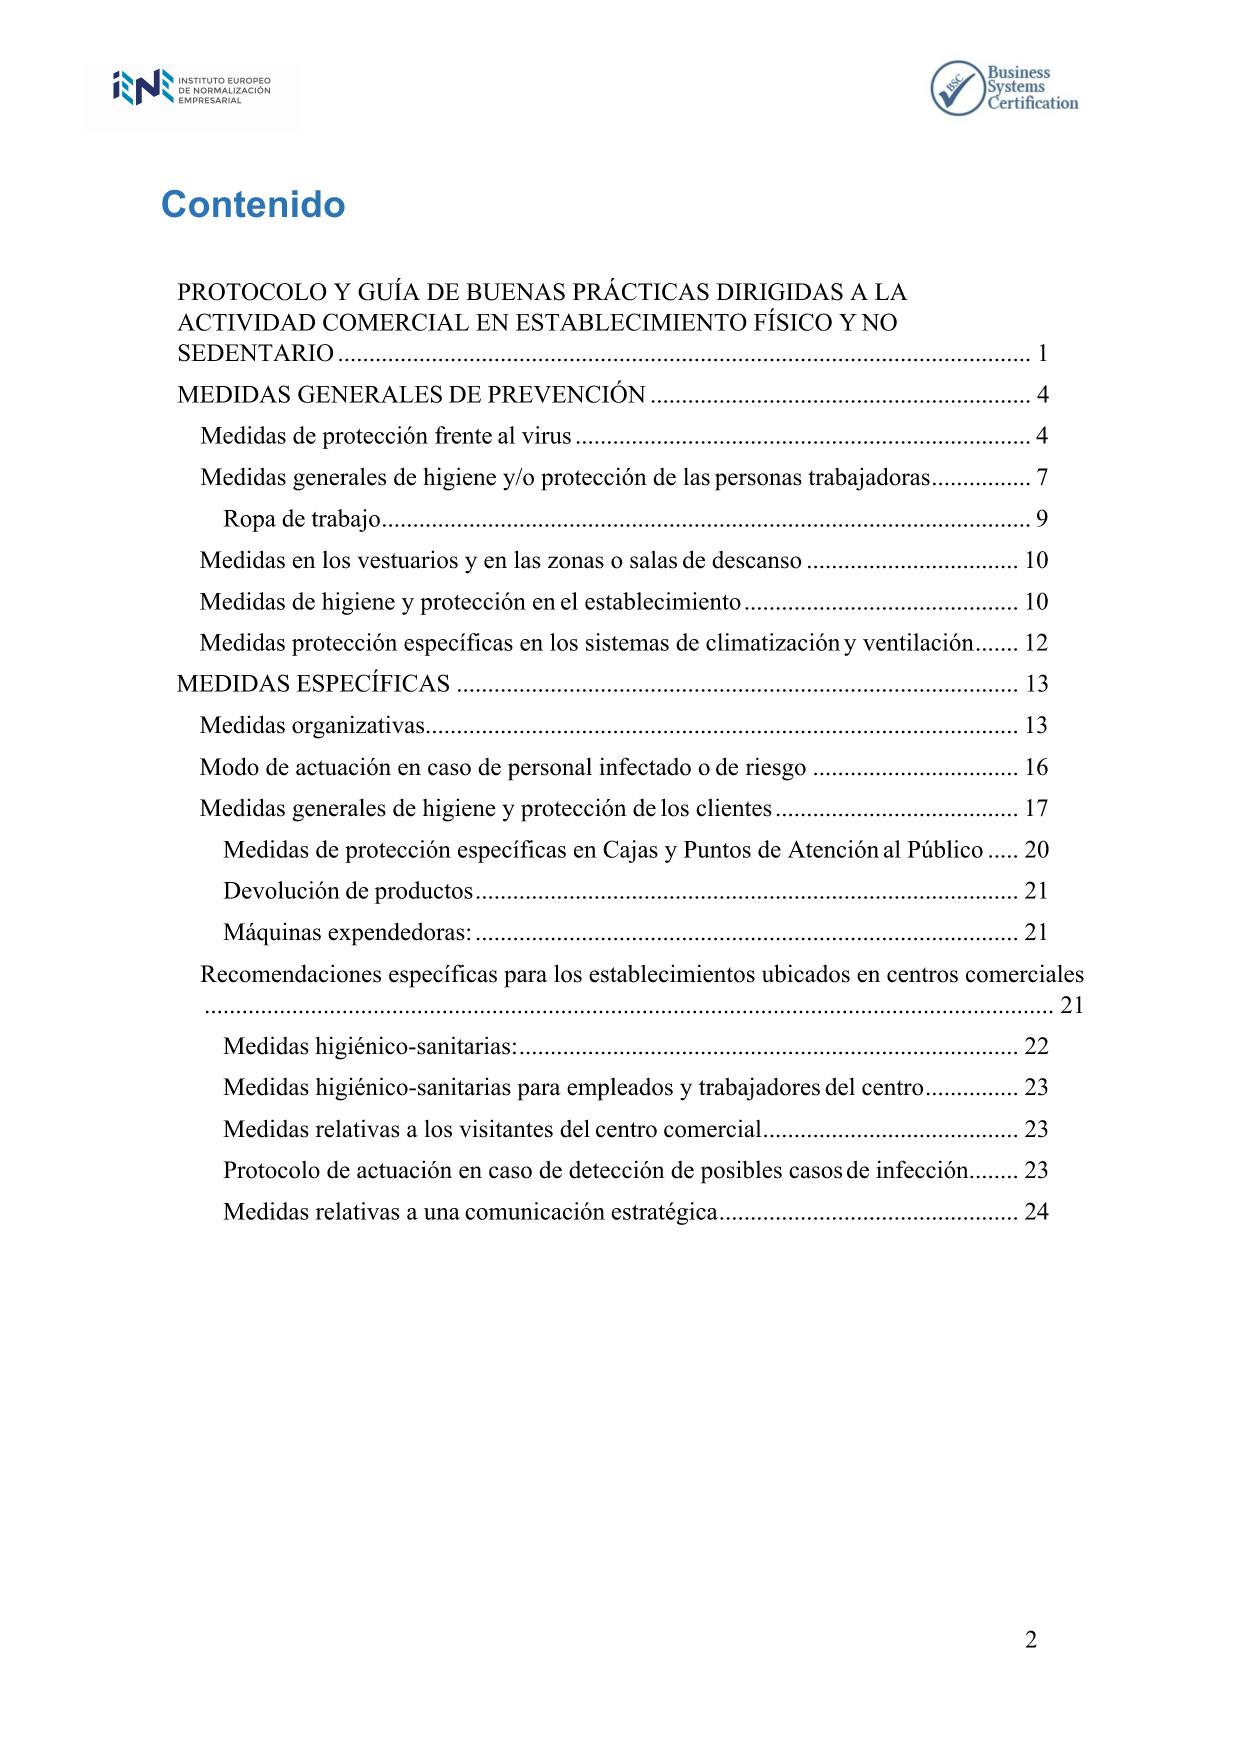 INSTITUTO EUROPEO
DE NORMALIZACIÓN
EMPRESARIAL
BSC
Business
Systems
Certification
Contenido
PROTOCOLO Y GUÍA DE BUENAS PRÁCTICAS DIRIGIDAS A LA
ACTIVIDAD COMERCIAL EN ESTABLECIMIENTO FÍSICO Y NO
SEDENTARIO ............................................................ 1
MEDIDAS GENERALES DE PREVENCIÓN ............................................................ 4
Medidas de protección frente al virus ............................................................ 4
Medidas generales de higiene y/o protección de las personas trabajadoras................ 7
Ropa de trabajo............................................................ 9
Medidas en los vestuarios y en las zonas o salas de descanso .................................. 10
Medidas de higiene y protección en el establecimiento ............................................ 10
Medidas protección específicas en los sistemas de climatización y ventilación....... 12
MEDIDAS ESPECÍFICAS ............................................................ 13
Medidas organizativas............................................................ 13
Modo de actuación en caso de personal infectado o de riesgo ................................. 16
Medidas generales de higiene y protección de los clientes ....................................... 17
Medidas de protección específicas en Cajas y Puntos de Atención al Público ..... 20
Devolución de productos ............................................................ 21
Máquinas expendedoras: ............................................................ 21
Recomendaciones específicas para los establecimientos ubicados en centros comerciales
............................................................ 21
Medidas higiénico-sanitarias:............................................................ 22
Medidas higiénico-sanitarias para empleados y trabajadores del centro............... 23
Medidas relativas a los visitantes del centro comercial......................................... 23
Protocolo de actuación en caso de detección de posibles casos de infección........ 23
Medidas relativas a una comunicación estratégica................................................ 24
2